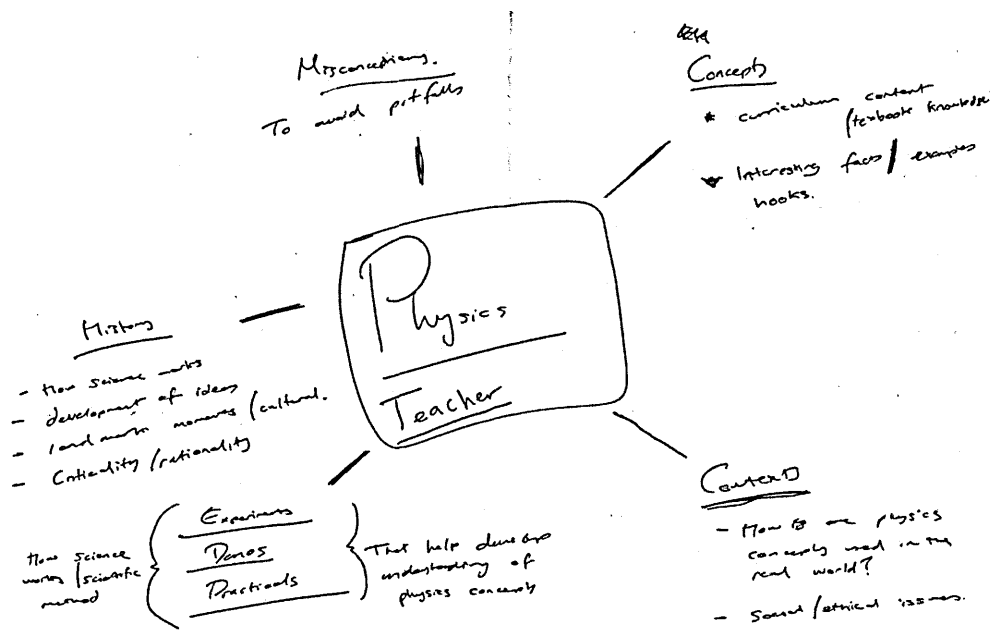 Misconceptions.
To avoid pitfalls
Concepts
* curriculum content
/textbook knowledge
Interesting facts / examples
hooks.
Physics
Teacher
History
- How science works
- development of ideas
- landmark moments / cultural.
- Criticality / rationality
How science
works / scientific
method
Experiments
Demos
Practicals
That help develop
understanding of
physics concepts
Contexts
- How are physics
concepts used in the
real world?
- Social / ethical issues.